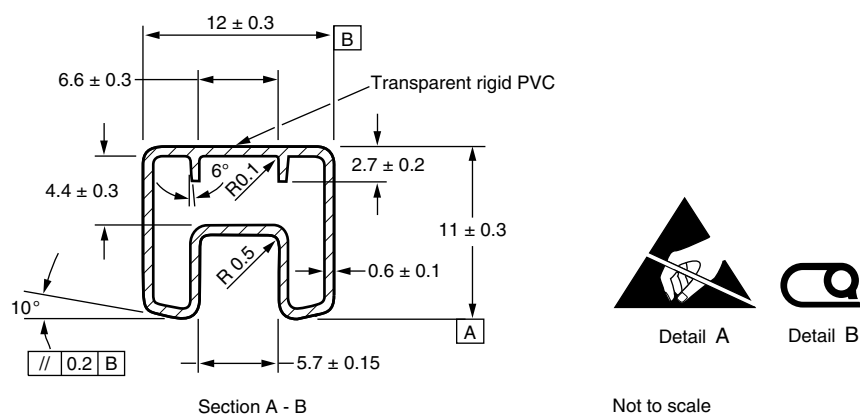 12 ± 0.3
B
6.6 ± 0.3
Transparent rigid PVC
6°
R0.1
2.7 ± 0.2
4.4 ± 0.3
11 ± 0.3
R 0.5
0.6 ± 0.1
10°
A
// 0.2 B
5.7 ± 0.15
Detail A
Detail B
Section A - B
Not to scale